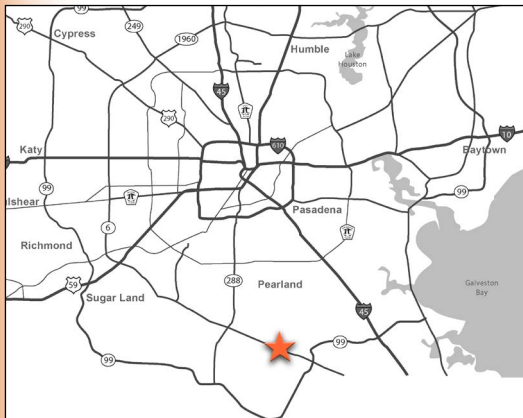 99
290
249
Cypress
1960
Humble
Lake
Houston
45
290
610
10
Katy
Baytown
99
99
lshear
Pasadena
6
Richmond
288
59
Sugar Land
Pearland
Galveston
Bay
45
99
99